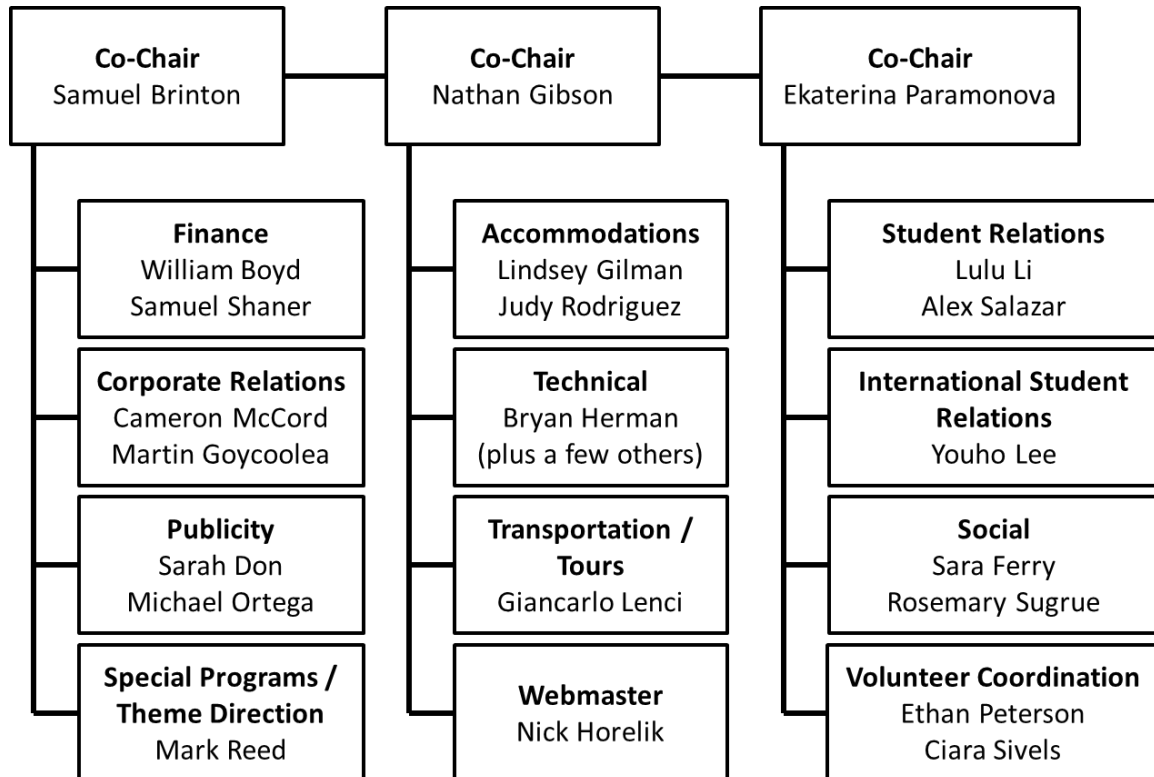 Co-Chair
Samuel Brinton
Co-Chair
Nathan Gibson
Co-Chair
Ekaterina Paramonova
Finance
William Boyd
Samuel Shaner
Corporate Relations
Cameron McCord
Martin Goycoolea
Publicity
Sarah Don
Michael Ortega
Special Programs /
Theme Direction
Mark Reed
Accommodations
Lindsey Gilman
Judy Rodriguez
Technical
Bryan Herman
(plus a few others)
Transportation /
Tours
Giancarlo Lenci
Webmaster
Nick Horelik
Student Relations
Lulu Li
Alex Salazar
International Student
Relations
Youho Lee
Social
Sara Ferry
Rosemary Sugrue
Volunteer Coordination
Ethan Peterson
Ciara Sivels